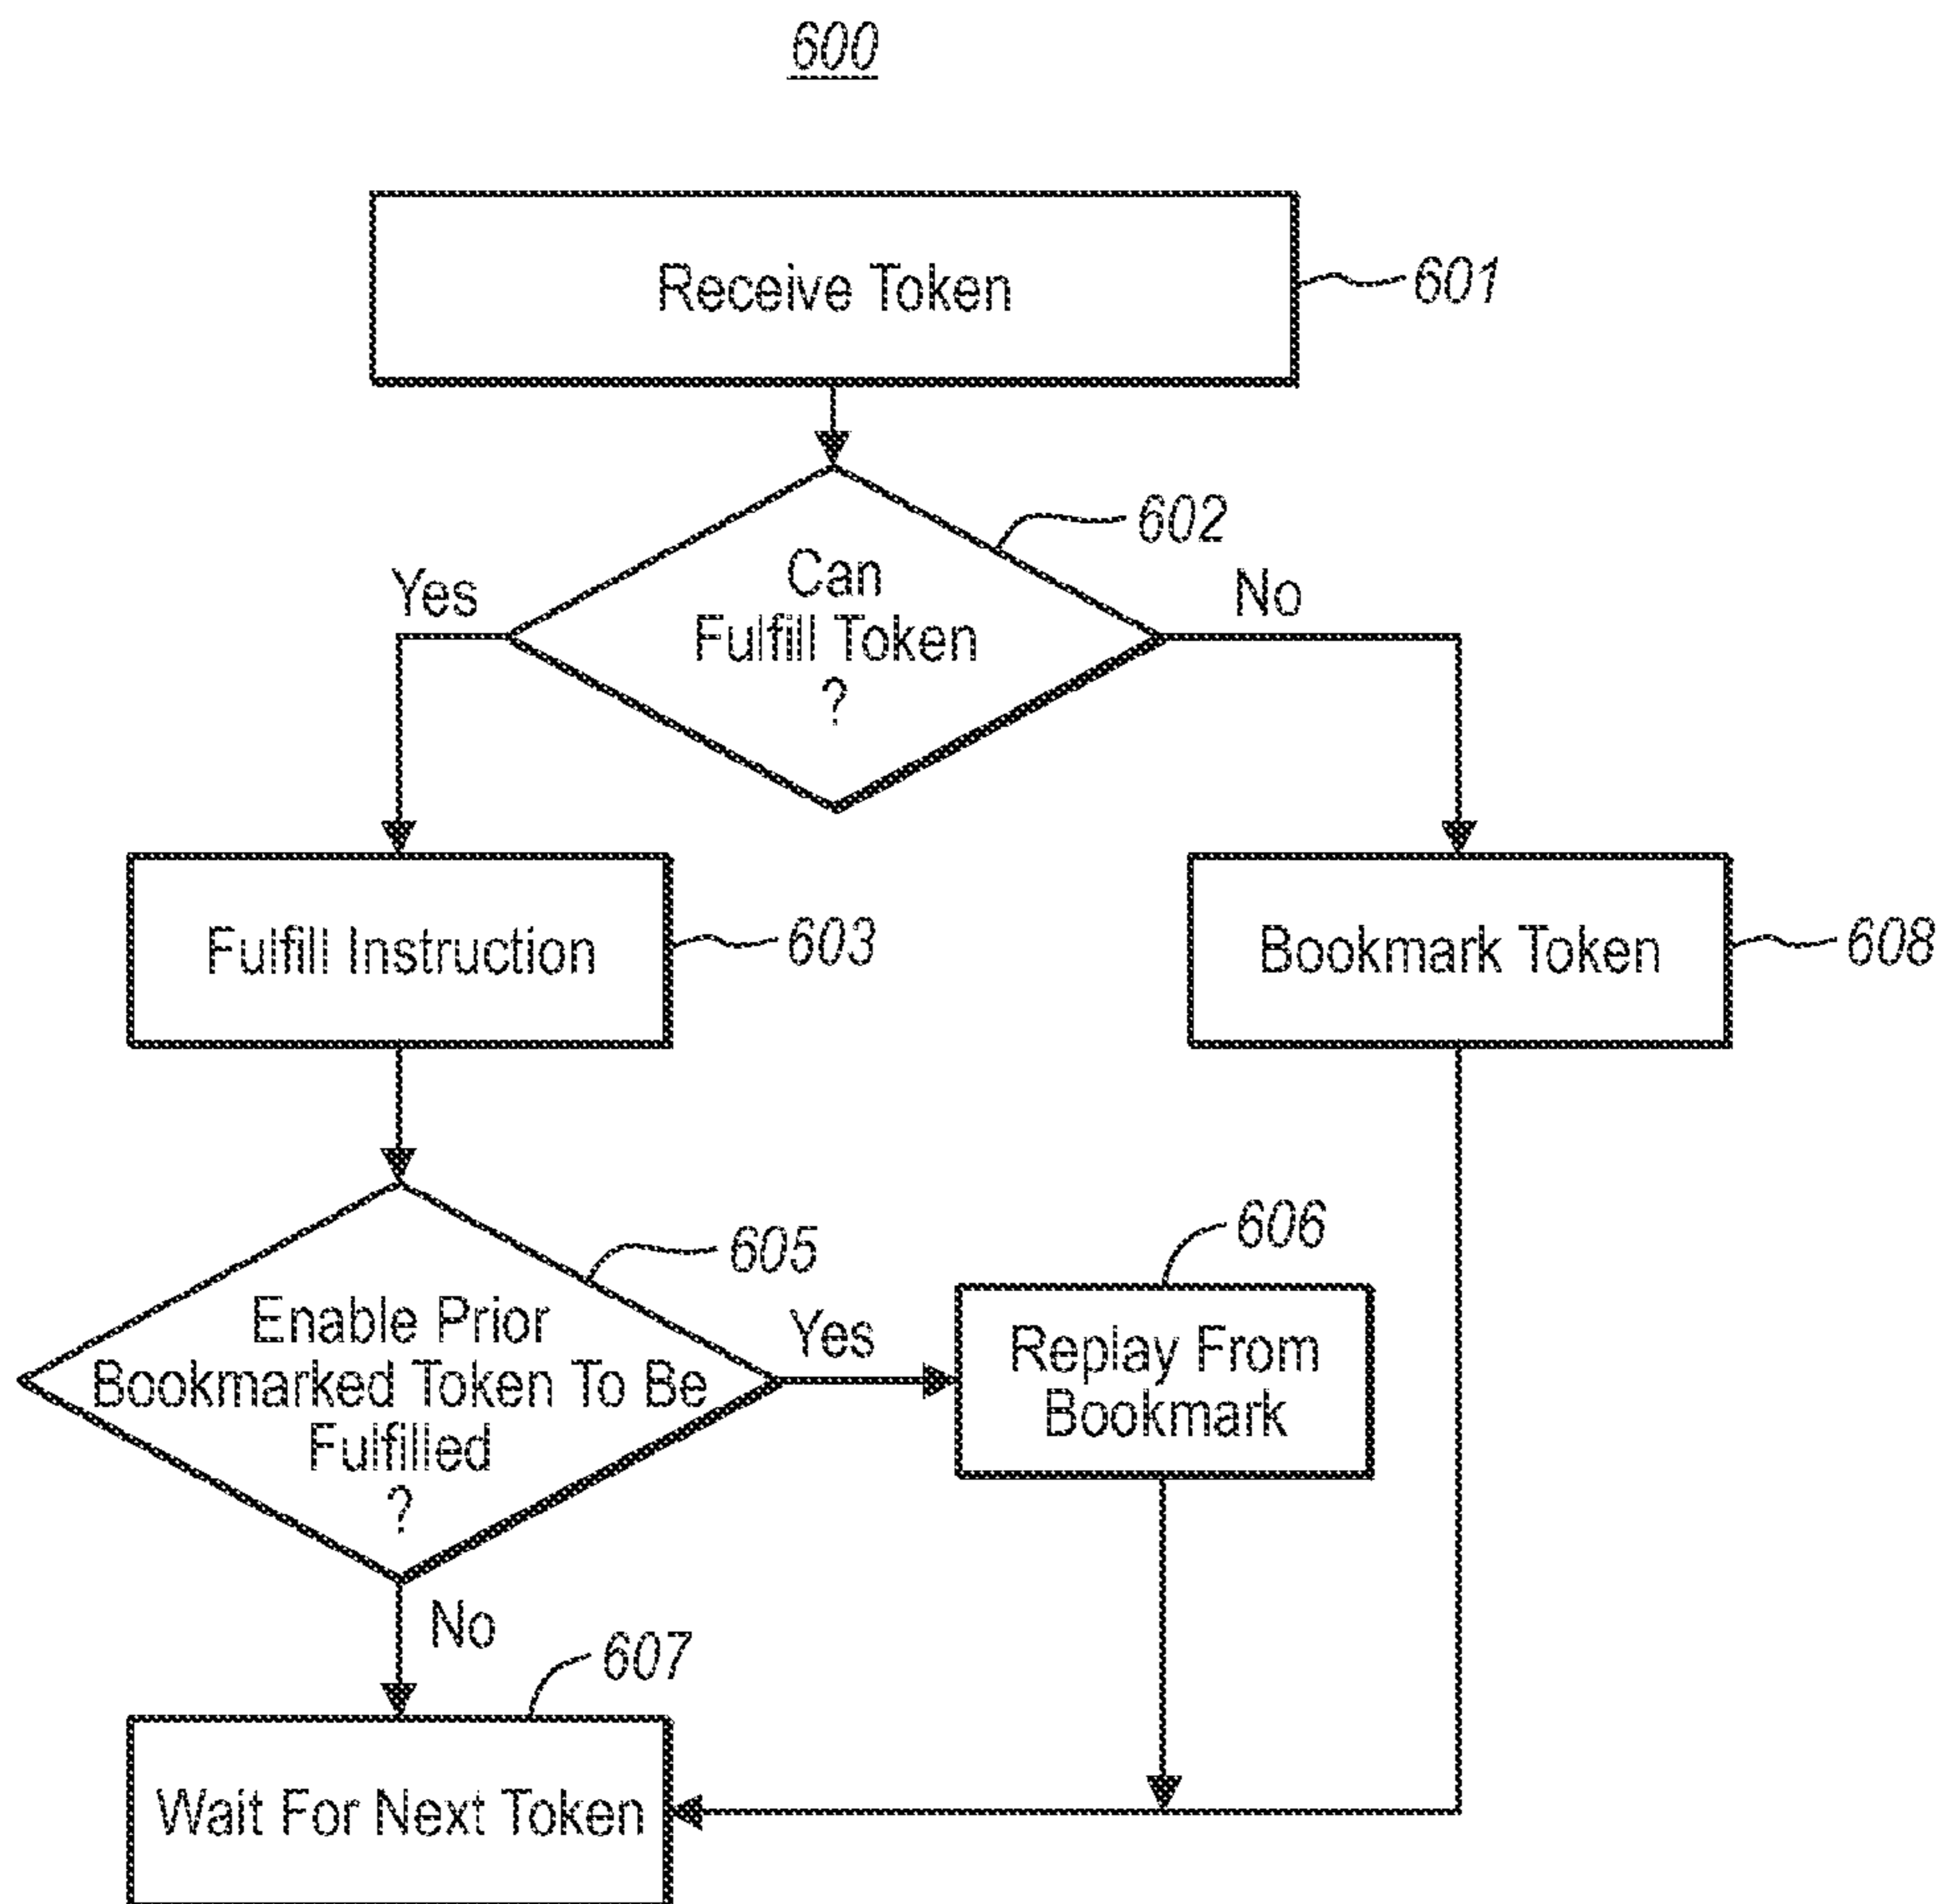 600
Receive Token
601
Can
Fulfill Token
?
602
Yes
No
Fulfill Instruction
603
Bookmark Token
608
Enable Prior
Bookmarked Token To Be
Fulfilled
?
605
Yes
606
Replay From
Bookmark
No
607
Wait For Next Token